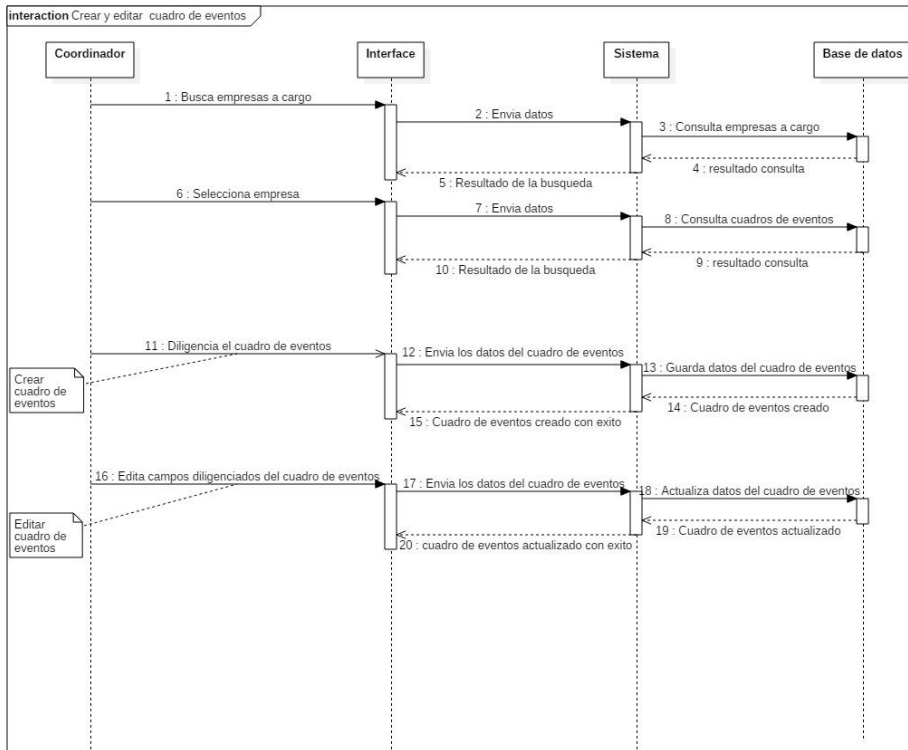 interaction Crear y editar cuadro de eventos
Coordinador
Interface
Sistema
Base de datos
1 : Busca empresas a cargo
2 : Envia datos
3 : Consulta empresas a cargo
4 : resultado consulta
5 : Resultado de la busqueda
6 : Selecciona empresa
7 : Envia datos
8 : Consulta cuadros de eventos
9 : resultado consulta
10 : Resultado de la busqueda
11 : Diligencia el cuadro de eventos
Crear
cuadro de
eventos
12 : Envia los datos del cuadro de eventos
13 : Guarda datos del cuadro de eventos
14 : Cuadro de eventos creado
15 : Cuadro de eventos creado con exito
16 : Edita campos diligenciados del cuadro de eventos
Editar
cuadro de
eventos
17 : Envia los datos del cuadro de eventos
18 : Actualiza datos del cuadro de eventos
19 : Cuadro de eventos actualizado
20 : cuadro de eventos actualizado con exito